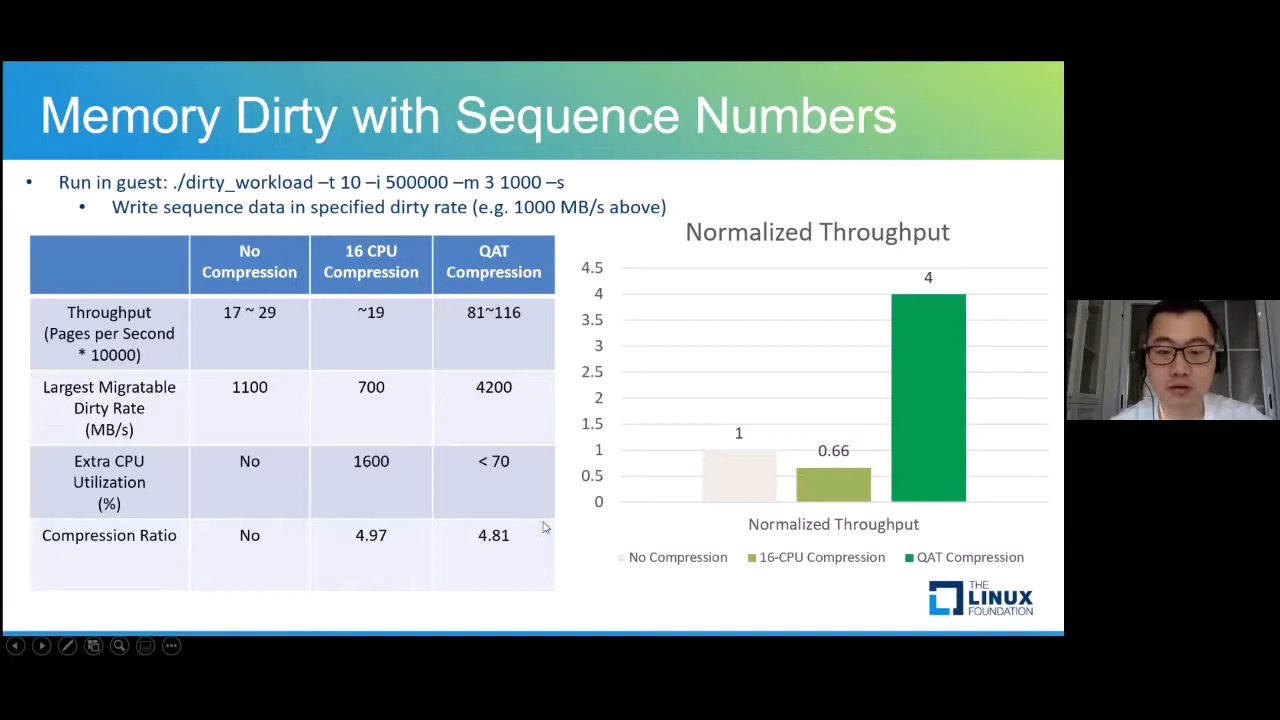 Memory Dirty with Sequence Numbers
• Run in guest: ./dirty_workload –t 10 –i 500000 –m 3 1000 –s
• Write sequence data in specified dirty rate (e.g. 1000 MB/s above)
No Compression
16 CPU Compression
QAT Compression
Throughput
(Pages per Second
* 10000)
17 ~ 29
~19
81~116
Largest Migratable
Dirty Rate
(MB/s)
1100
700
4200
Extra CPU
Utilization
(%)
No
1600
< 70
Compression Ratio
No
4.97
4.81
Normalized Throughput
4.5
4
3.5
3
2.5
2
1.5
1
0.5
0
1
0.66
4
Normalized Throughput
No Compression
16-CPU Compression
QAT Compression
THE
LINUX
FOUNDATION